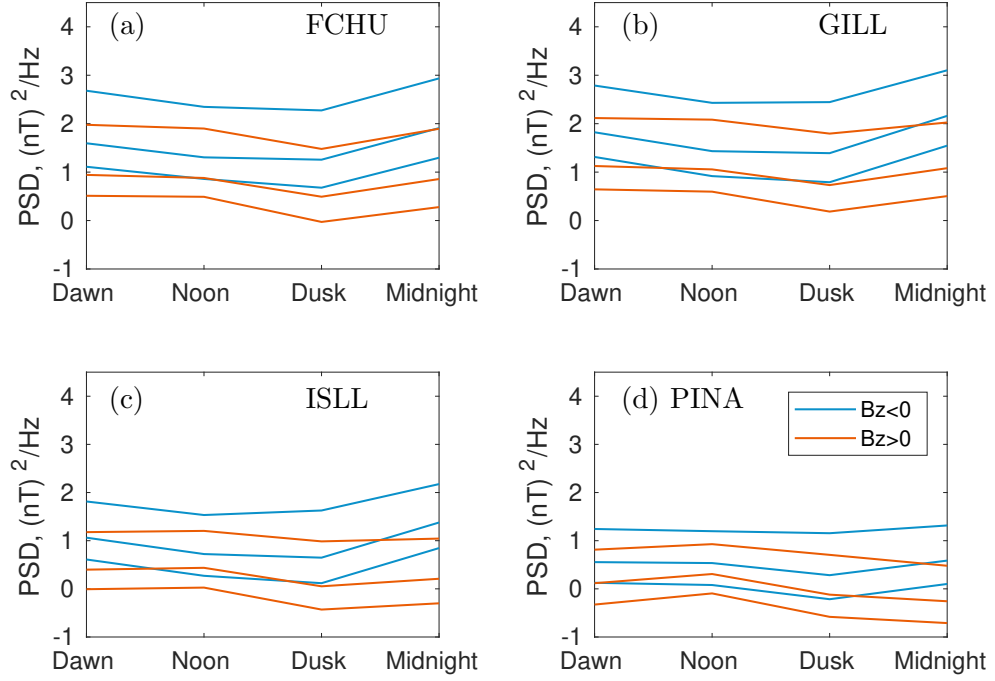 (a) FCHU
4
3
2
1
0
-1
PSD, (nT) ²/Hz
Dawn Noon Dusk Midnight
(b) GILL
4
3
2
1
0
-1
PSD, (nT) ²/Hz
Dawn Noon Dusk Midnight
(c) ISLL
4
3
2
1
0
-1
PSD, (nT) ²/Hz
Dawn Noon Dusk Midnight
(d) PINA
Bz<0
Bz>0
4
3
2
1
0
-1
PSD, (nT) ²/Hz
Dawn Noon Dusk Midnight